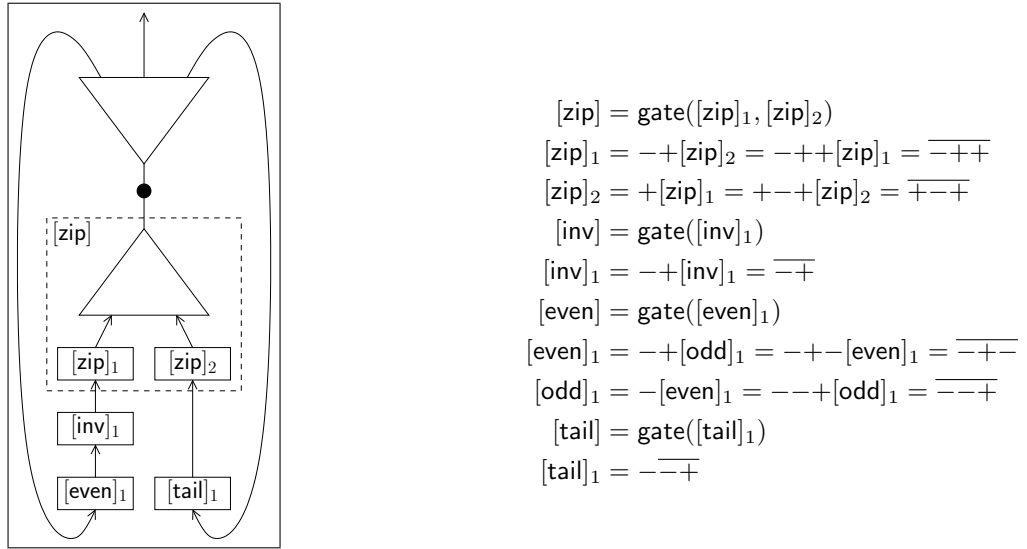 [zip]
[zip]₁ [zip]₂
[inv]₁
[even]₁ [tail]₁
[zip] = gate([zip]₁, [zip]₂)
[zip]₁ = −+[zip]₂ = −++[zip]₁ = \overline{−++}
[zip]₂ = +[zip]₁ = +−+[zip]₂ = \overline{+−+}
[inv] = gate([inv]₁)
[inv]₁ = −+[inv]₁ = \overline{−+}
[even] = gate([even]₁)
[even]₁ = −+[odd]₁ = −+−[even]₁ = \overline{−+−}
[odd]₁ = −[even]₁ = −−+[odd]₁ = \overline{−−+}
[tail] = gate([tail]₁)
[tail]₁ = −\overline{−+}